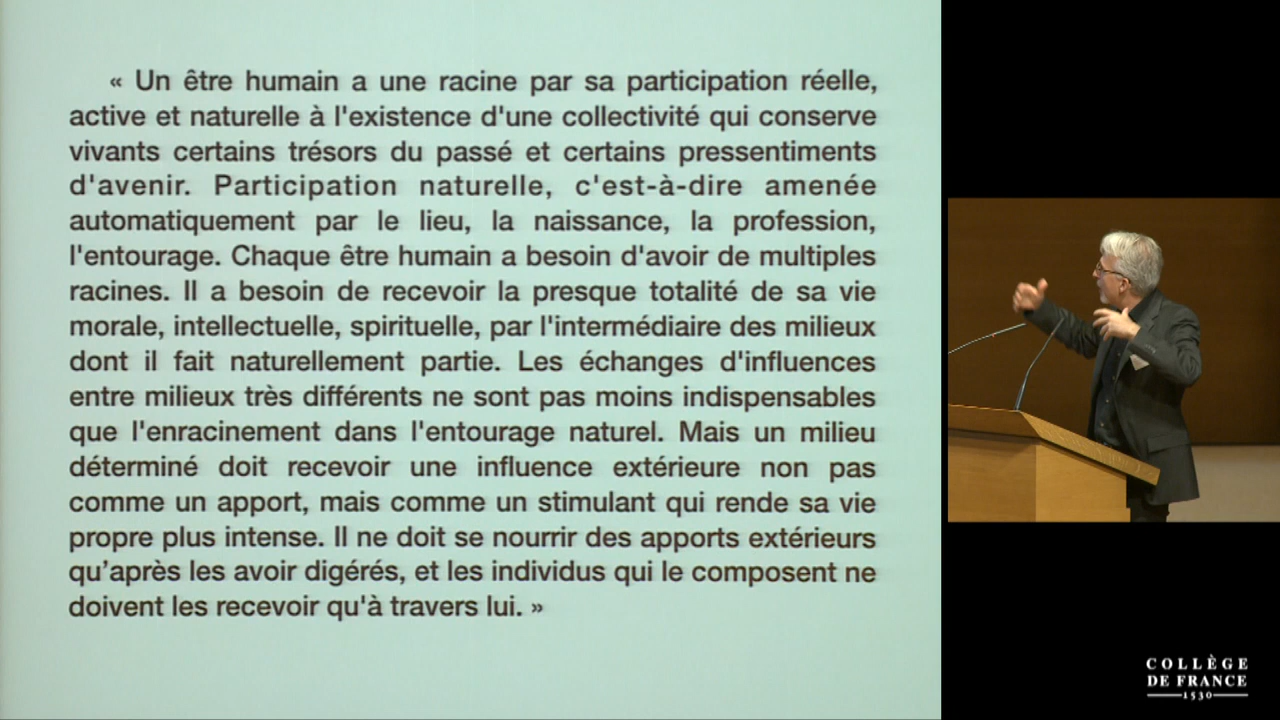 « Un être humain a une racine par sa participation réelle,
active et naturelle à l'existence d'une collectivité qui conserve
vivants certains trésors du passé et certains pressentiments
d'avenir. Participation naturelle, c'est-à-dire amenée
automatiquement par le lieu, la naissance, la profession,
l'entourage. Chaque être humain a besoin d'avoir de multiples
racines. Il a besoin de recevoir la presque totalité de sa vie
morale, intellectuelle, spirituelle, par l'intermédiaire des milieux
dont il fait naturellement partie. Les échanges d'influences
entre milieux très différents ne sont pas moins indispensables
que l'enracinement dans l'entourage naturel. Mais un milieu
déterminé doit recevoir une influence extérieure non pas
comme un apport, mais comme un stimulant qui rende sa vie
propre plus intense. Il ne doit se nourrir des apports extérieurs
qu’après les avoir digérés, et les individus qui le composent ne
doivent les recevoir qu'à travers lui. »
COLLÈGE
DE FRANCE
1530